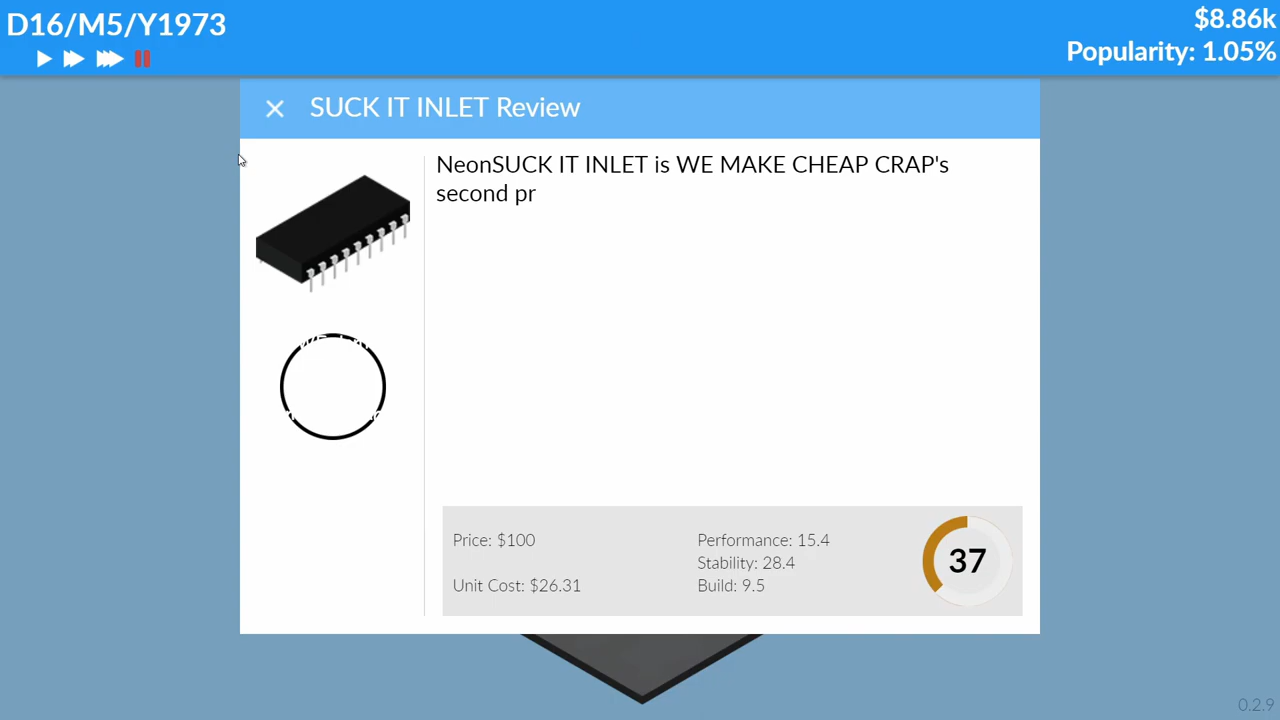 D16/M5/Y1973
$8.86k
Popularity: 1.05%
SUCK IT INLET Review
NeonSUCK IT INLET is WE MAKE CHEAP CRAP's
second pr
Price: $100
Unit Cost: $26.31
Performance: 15.4
Stability: 28.4
Build: 9.5
37
0.2.9